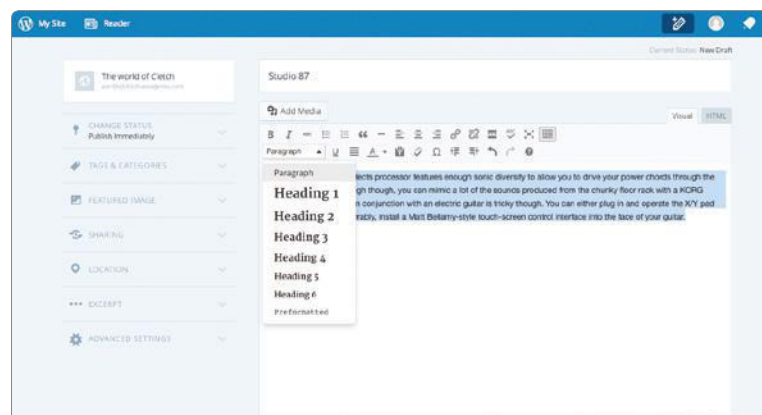 My Site Reader
Current Status: New Draft
The world of Cletch
Studio 87
Add Media
Visual HTML
CHANGE STATUS
Publish Immediately
B I
Paragraph U A Ω
TAGS & CATEGORIES
Paragraph
Heading 1
Heading 2
Heading 3
Heading 4
Heading 5
Heading 6
Preformatted
ects processor features enough sonic diversity to allow you to drive your power chords through the
gh though, you can mimic a lot of the sounds produced from the chunky floor rack with a KORG
n conjunction with an electric guitar is tricky though. You can either plug in and operate the X/Y pad
erably, install a Matt Bellamy-style touch-screen control interface into the face of your guitar.
FEATURED IMAGE
SHARING
LOCATION
EXCERPT
ADVANCED SETTINGS